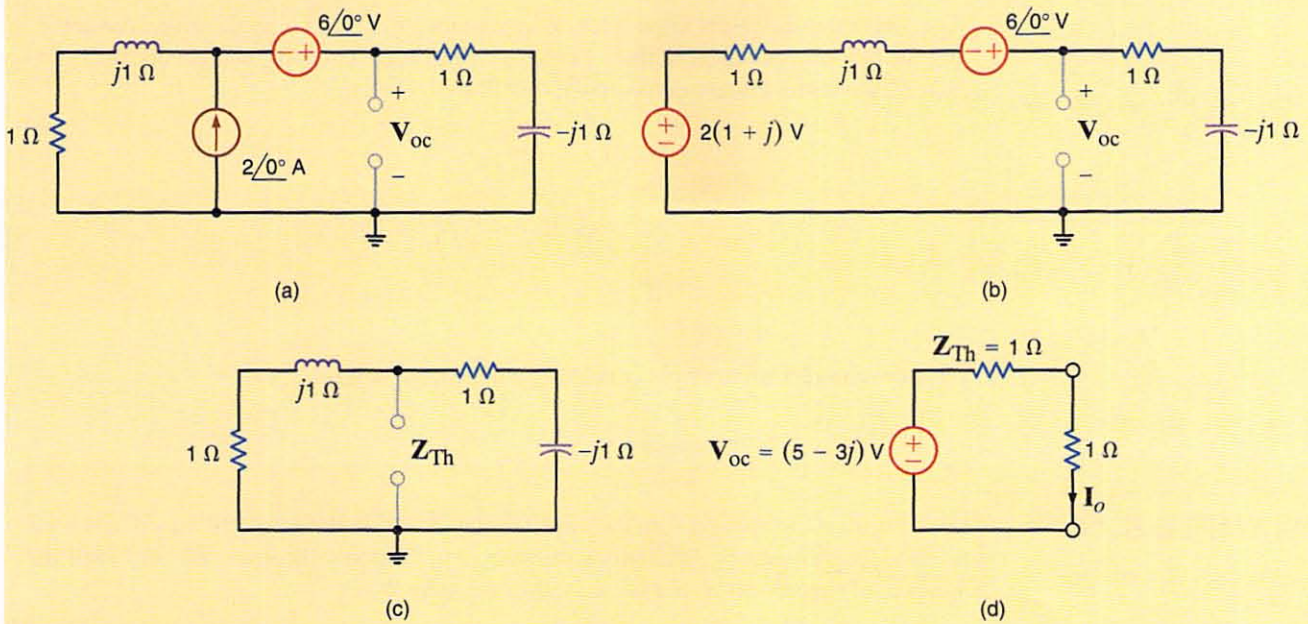 6/0° V
j1 Ω
1 Ω
1 Ω
2/0° A
+
V_oc
−
−j1 Ω
− +
(a)
6/0° V
1 Ω
j1 Ω
1 Ω
+
−
2(1 + j) V
+
V_oc
−
−j1 Ω
− +
(b)
j1 Ω
1 Ω
1 Ω
Z_Th
−j1 Ω
(c)
Z_Th = 1 Ω
V_oc = (5 − 3j) V
+
−
1 Ω
I_o
(d)